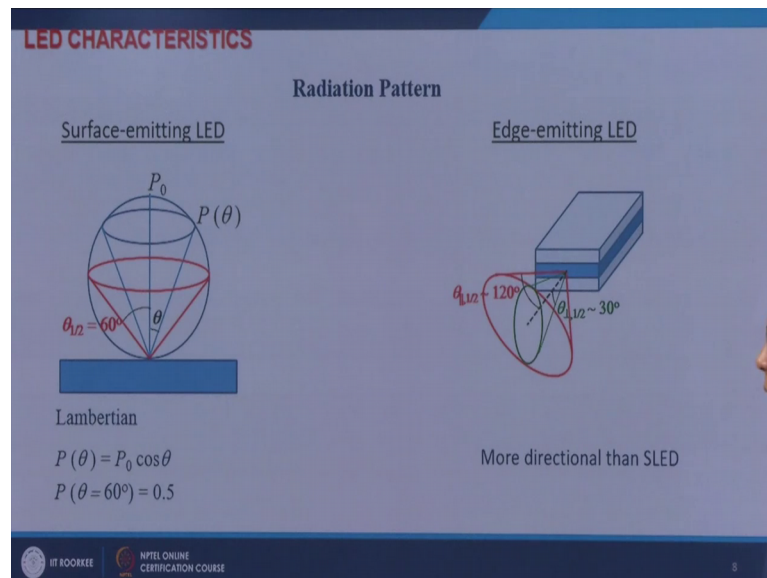 LED CHARACTERISTICS
Radiation Pattern
Surface-emitting LED
P₀
P(θ)
θ₁/₂ = 60°
θ
Lambertian
P(θ) = P₀ cosθ
P(θ = 60°) = 0.5
Edge-emitting LED
θ∥,₁/₂ ~ 120°
θ⊥,₁/₂ ~ 30°
More directional than SLED
IIT ROORKEE
NPTEL ONLINE
CERTIFICATION COURSE
8